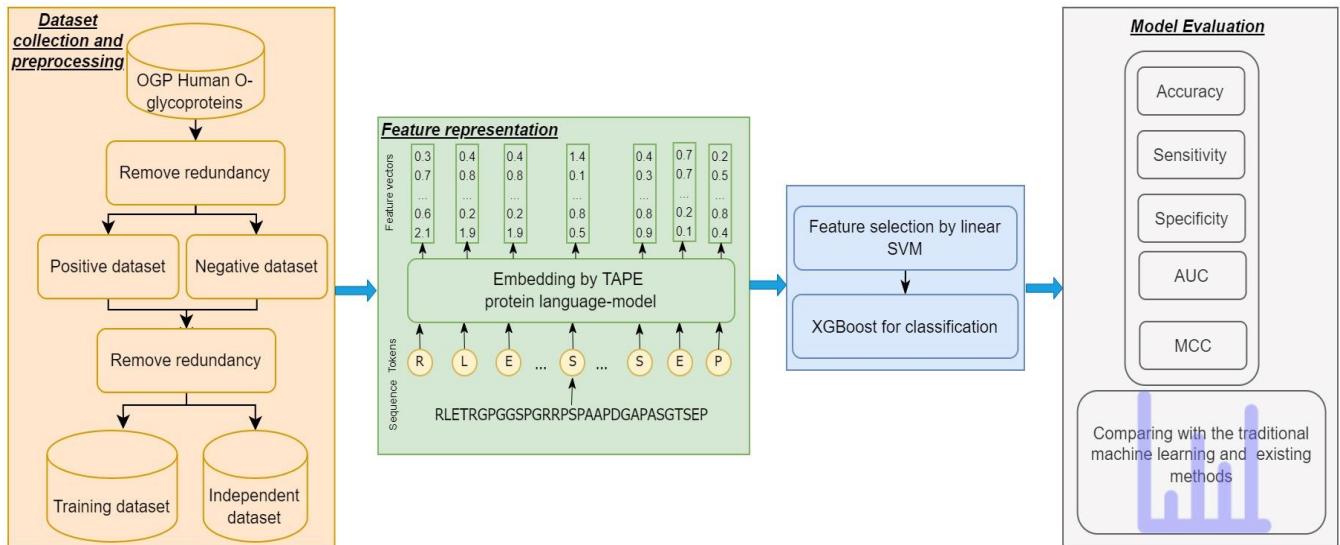 Dataset
collection and
preprocessing
OGP Human O-
glycoproteins
Remove redundancy
Positive dataset
Negative dataset
Remove redundancy
Training dataset
Independent
dataset
Feature representation
Feature vectors
0.3 0.4 0.4 1.4 0.4 0.7 0.2
0.7 0.8 0.8 0.1 0.3 0.7 0.5
... ... ... ... ... ... ...
0.6 0.2 0.2 0.8 0.8 0.2 0.8
2.1 1.9 1.9 0.5 0.9 0.1 0.4
Embedding by TAPE
protein language-model
Tokens
R L E ... S ... S E P
Sequence
RLETRGPGGSPGRRPSPAAPDGAPASGTSEP
Feature selection by linear
SVM
XGBoost for classification
Model Evaluation
Accuracy
Sensitivity
Specificity
AUC
MCC
Comparing with the traditional
machine learning and existing
methods